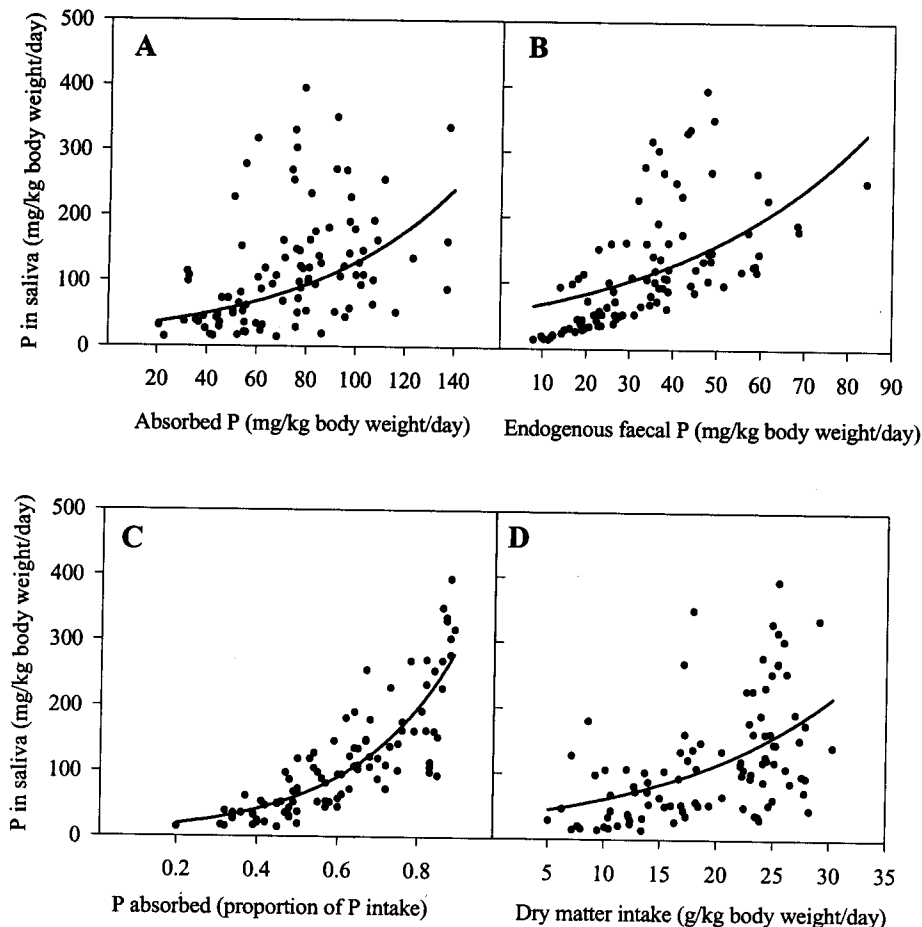 A
B
P in saliva (mg/kg body weight/day)
500
400
300
200
100
0
20 40 60 80 100 120 140
10 20 30 40 50 60 70 80 90
Absorbed P (mg/kg body weight/day)
Endogenous faecal P (mg/kg body weight/day)
C
D
P in saliva (mg/kg body weight/day)
500
400
300
200
100
0
0.2 0.4 0.6 0.8
5 10 15 20 25 30 35
P absorbed (proportion of P intake)
Dry matter intake (g/kg body weight/day)